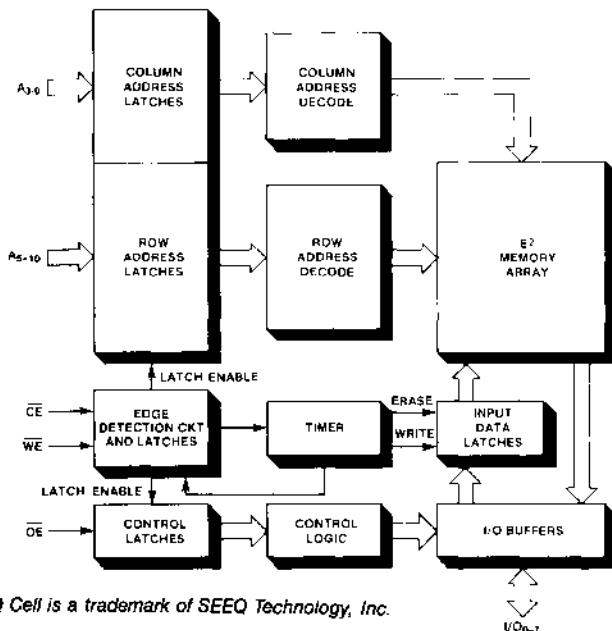 A3-0
COLUMN
ADDRESS
LATCHES
COLUMN
ADDRESS
DECODE
A5-10
ROW
ADDRESS
LATCHES
ROW
ADDRESS
DECODE
E²
MEMORY
ARRAY
LATCH ENABLE
CE
WE
EDGE
DETECTION CKT
AND LATCHES
TIMER
ERASE
WRITE
INPUT
DATA
LATCHES
LATCH ENABLE
OE
CONTROL
LATCHES
CONTROL
LOGIC
I/O BUFFERS
Cell is a trademark of SEEQ Technology, Inc.
I/O0-7